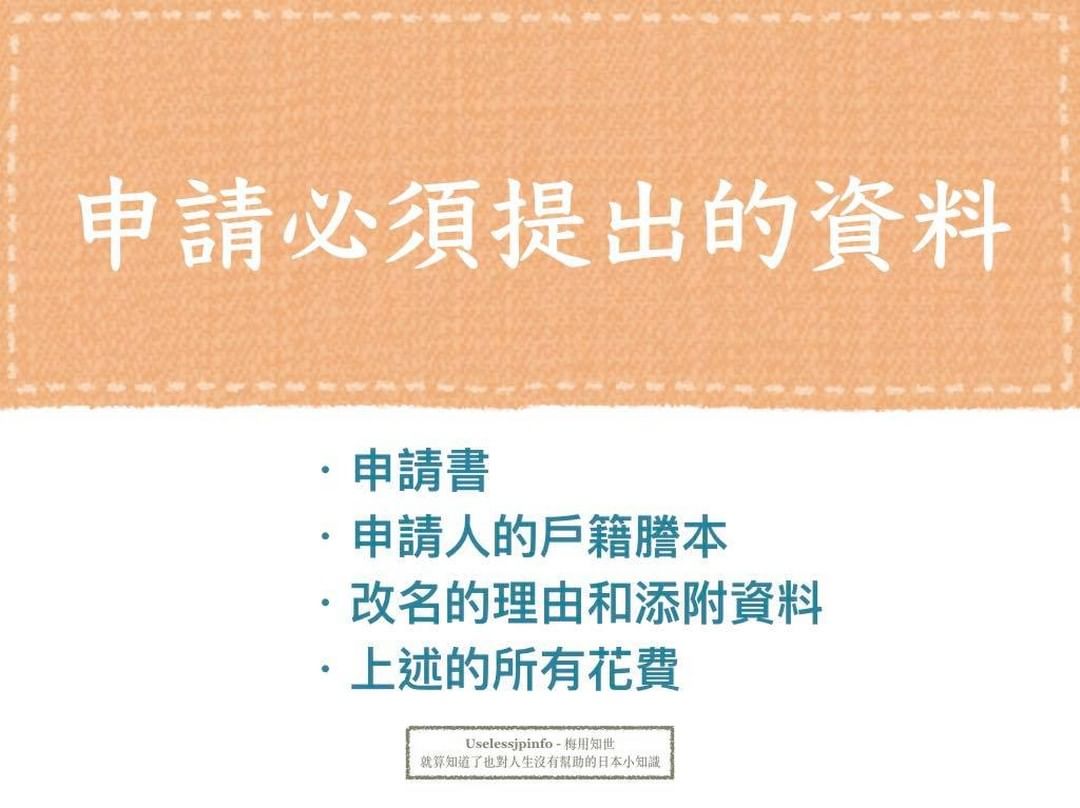 申請必須提出的資料
· 申請書
· 申請人的戶籍謄本
· 改名的理由和添附資料
· 上述的所有花費
Uselessjpinfo - 梅用知世
就算知道了也對人生沒有幫助的日本小知識